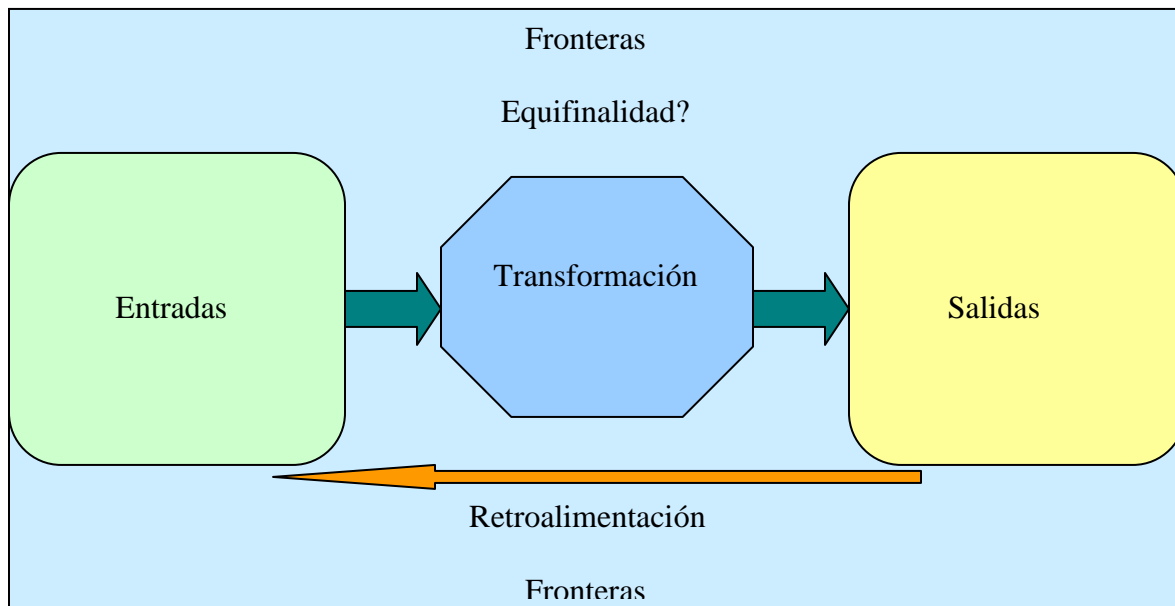 Fronteras
Equifinalidad?
Entradas
Transformación
Salidas
Retroalimentación
Fronteras